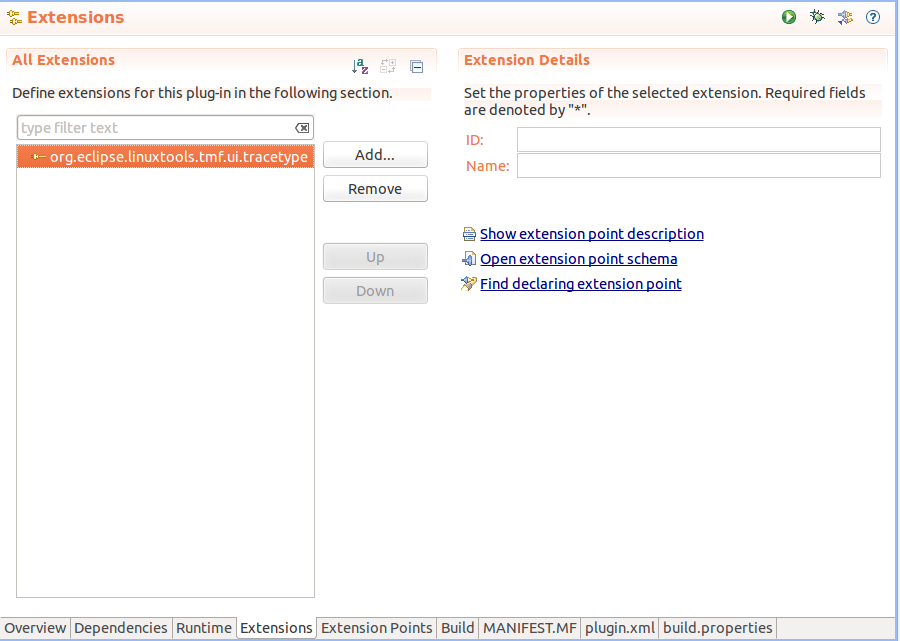 Extensions
All Extensions
Define extensions for this plug-in in the following section.
type filter text
org.eclipse.linuxtools.tmf.ui.tracetype
Add...
Remove
Up
Down
Extension Details
Set the properties of the selected extension. Required fields
are denoted by "*".
ID:
Name:
Show extension point description
Open extension point schema
Find declaring extension point
Overview Dependencies Runtime Extensions Extension Points Build MANIFEST.MF plugin.xml build.properties